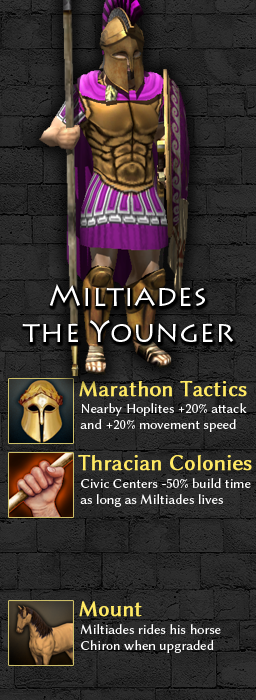 Miltiades
the Younger
Marathon Tactics
Nearby Hoplites +20% attack
and +20% movement speed
Thracian Colonies
Civic Centers -50% build time
as long as Miltiades lives
Mount
Miltiades rides his horse
Chiron when upgraded